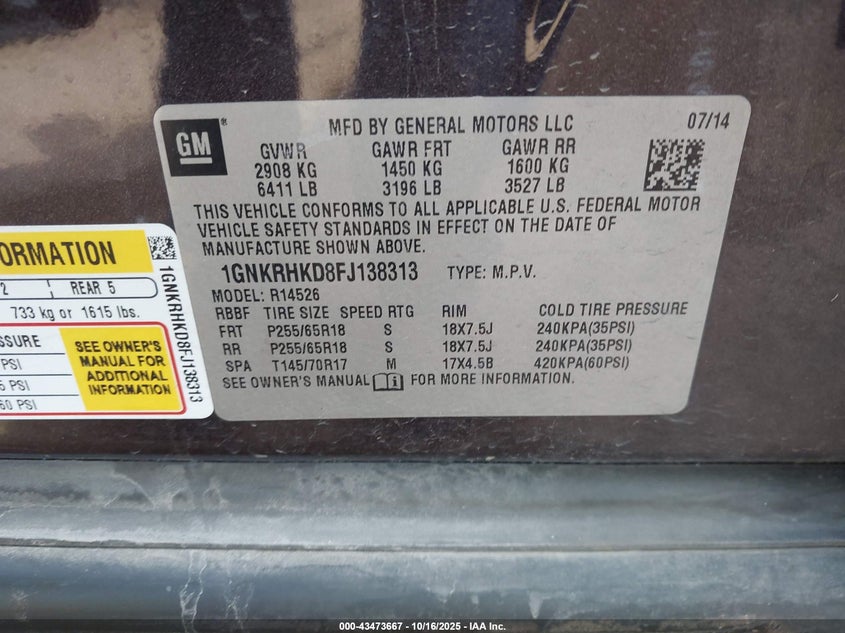 GM
MFD BY GENERAL MOTORS LLC 07/14
GVWR GAWR FRT GAWR RR
2908 KG 1450 KG 1600 KG
6411 LB 3196 LB 3527 LB
THIS VEHICLE CONFORMS TO ALL APPLICABLE U.S. FEDERAL MOTOR
VEHICLE SAFETY STANDARDS IN EFFECT ON THE DATE OF
MANUFACTURE SHOWN ABOVE.
1GNKRHKD8FJ138313 TYPE: M.P.V.
MODEL: R14526
RBBF TIRE SIZE SPEED RTG RIM COLD TIRE PRESSURE
FRT P255/65R18 S 18X7.5J 240KPA(35PSI)
RR P255/65R18 S 18X7.5J 240KPA(35PSI)
SPA T145/70R17 M 17X4.5B 420KPA(60PSI)
SEE OWNER'S MANUAL FOR MORE INFORMATION.
ORMATION
2 REAR 5
733 kg or 1615 lbs.
SSURE
PSI
5 PSI
60 PSI
SEE OWNER'S
MANUAL FOR
ADDITIONAL
INFORMATION
1GNKRHKD8FJ138313
000-43473667 - 10/16/2025 - IAA Inc.